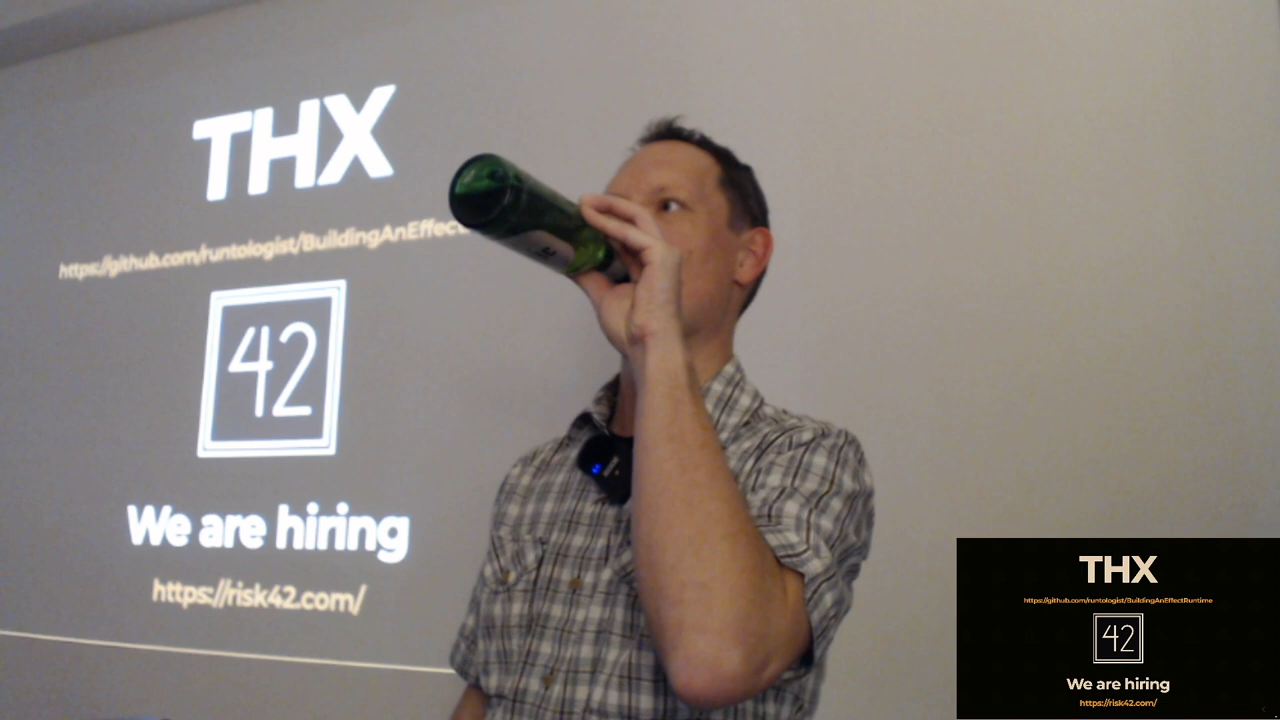 THX
https://github.com/runtologist/BuildingAnEffect
42
We are hiring
https://risk42.com/
THX
https://github.com/runtologist/BuildingAnEffectRuntime
42
We are hiring
https://risk42.com/